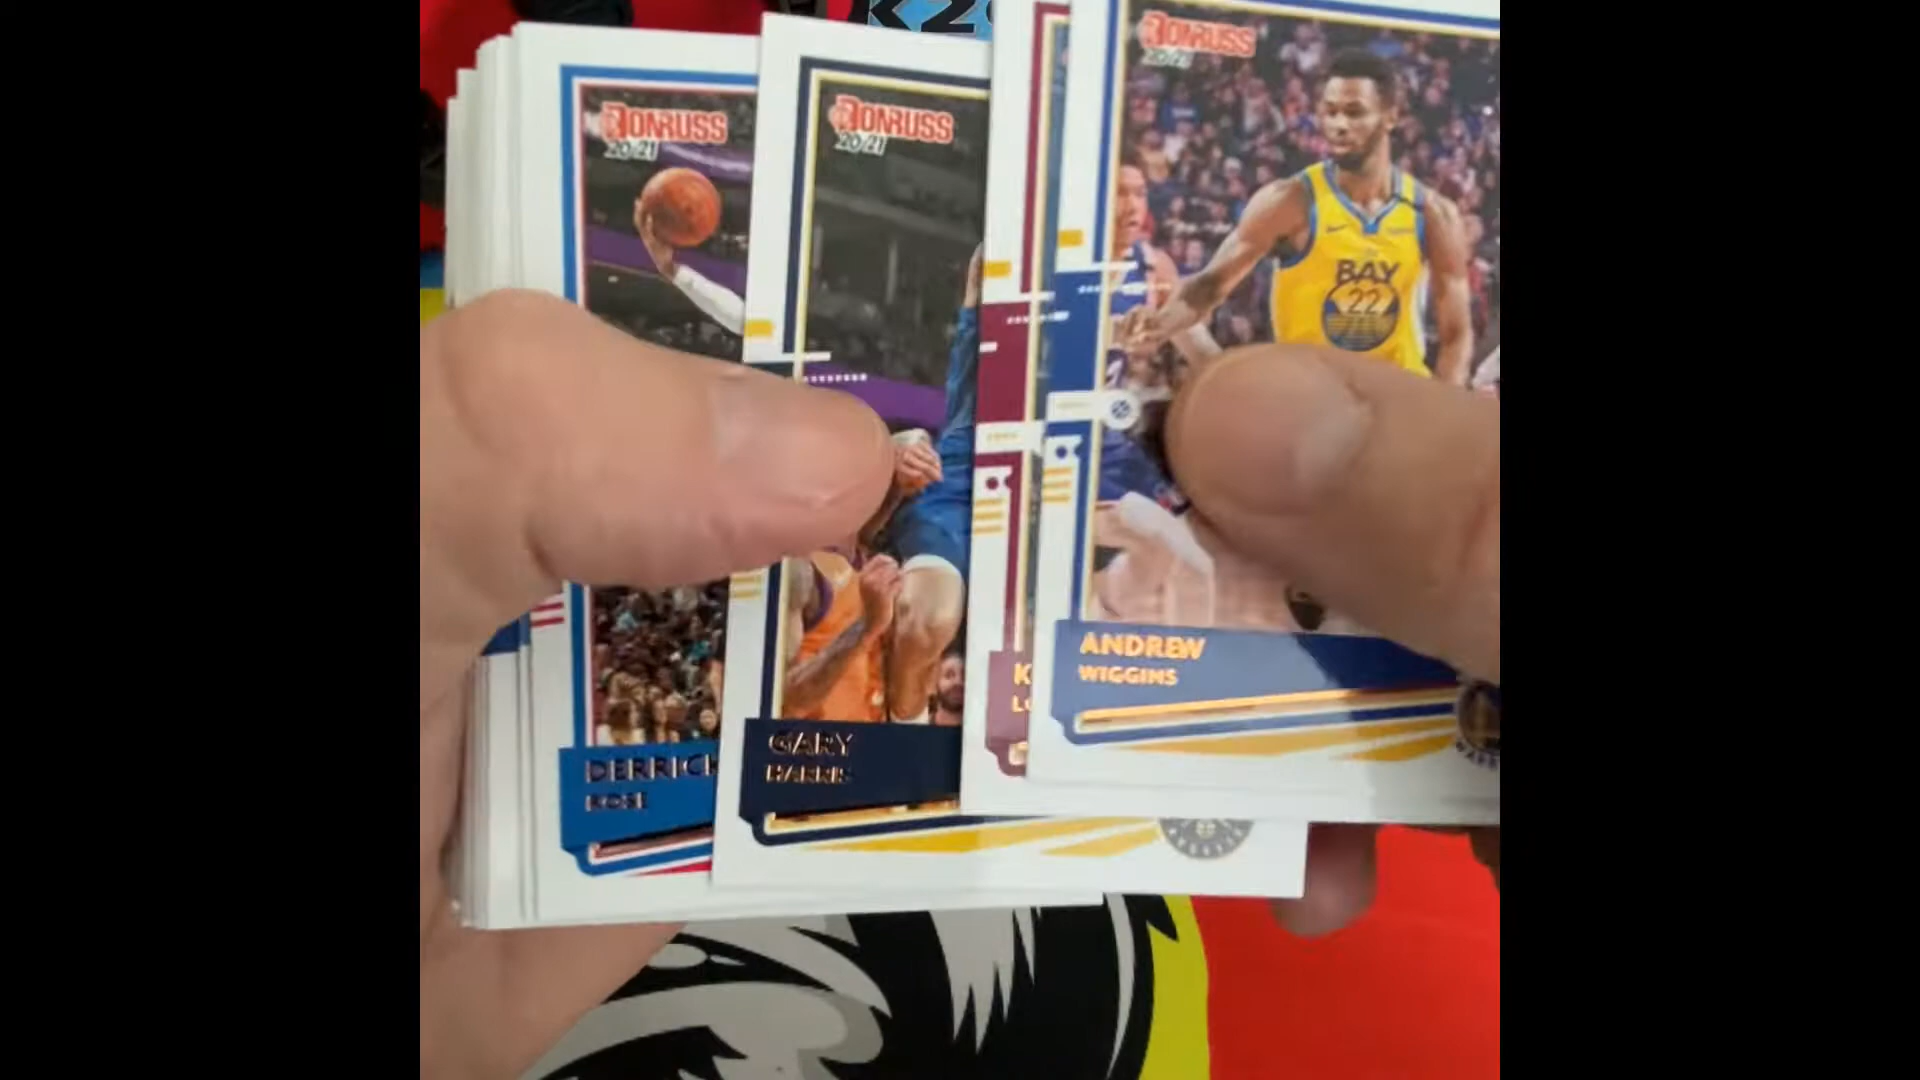 DONRUSS
20/21
DERRICK
ROSE
DONRUSS
20/21
GARY
HARRIS
K
DONRUSS
20/21
BAY
22
ANDREW
WIGGINS